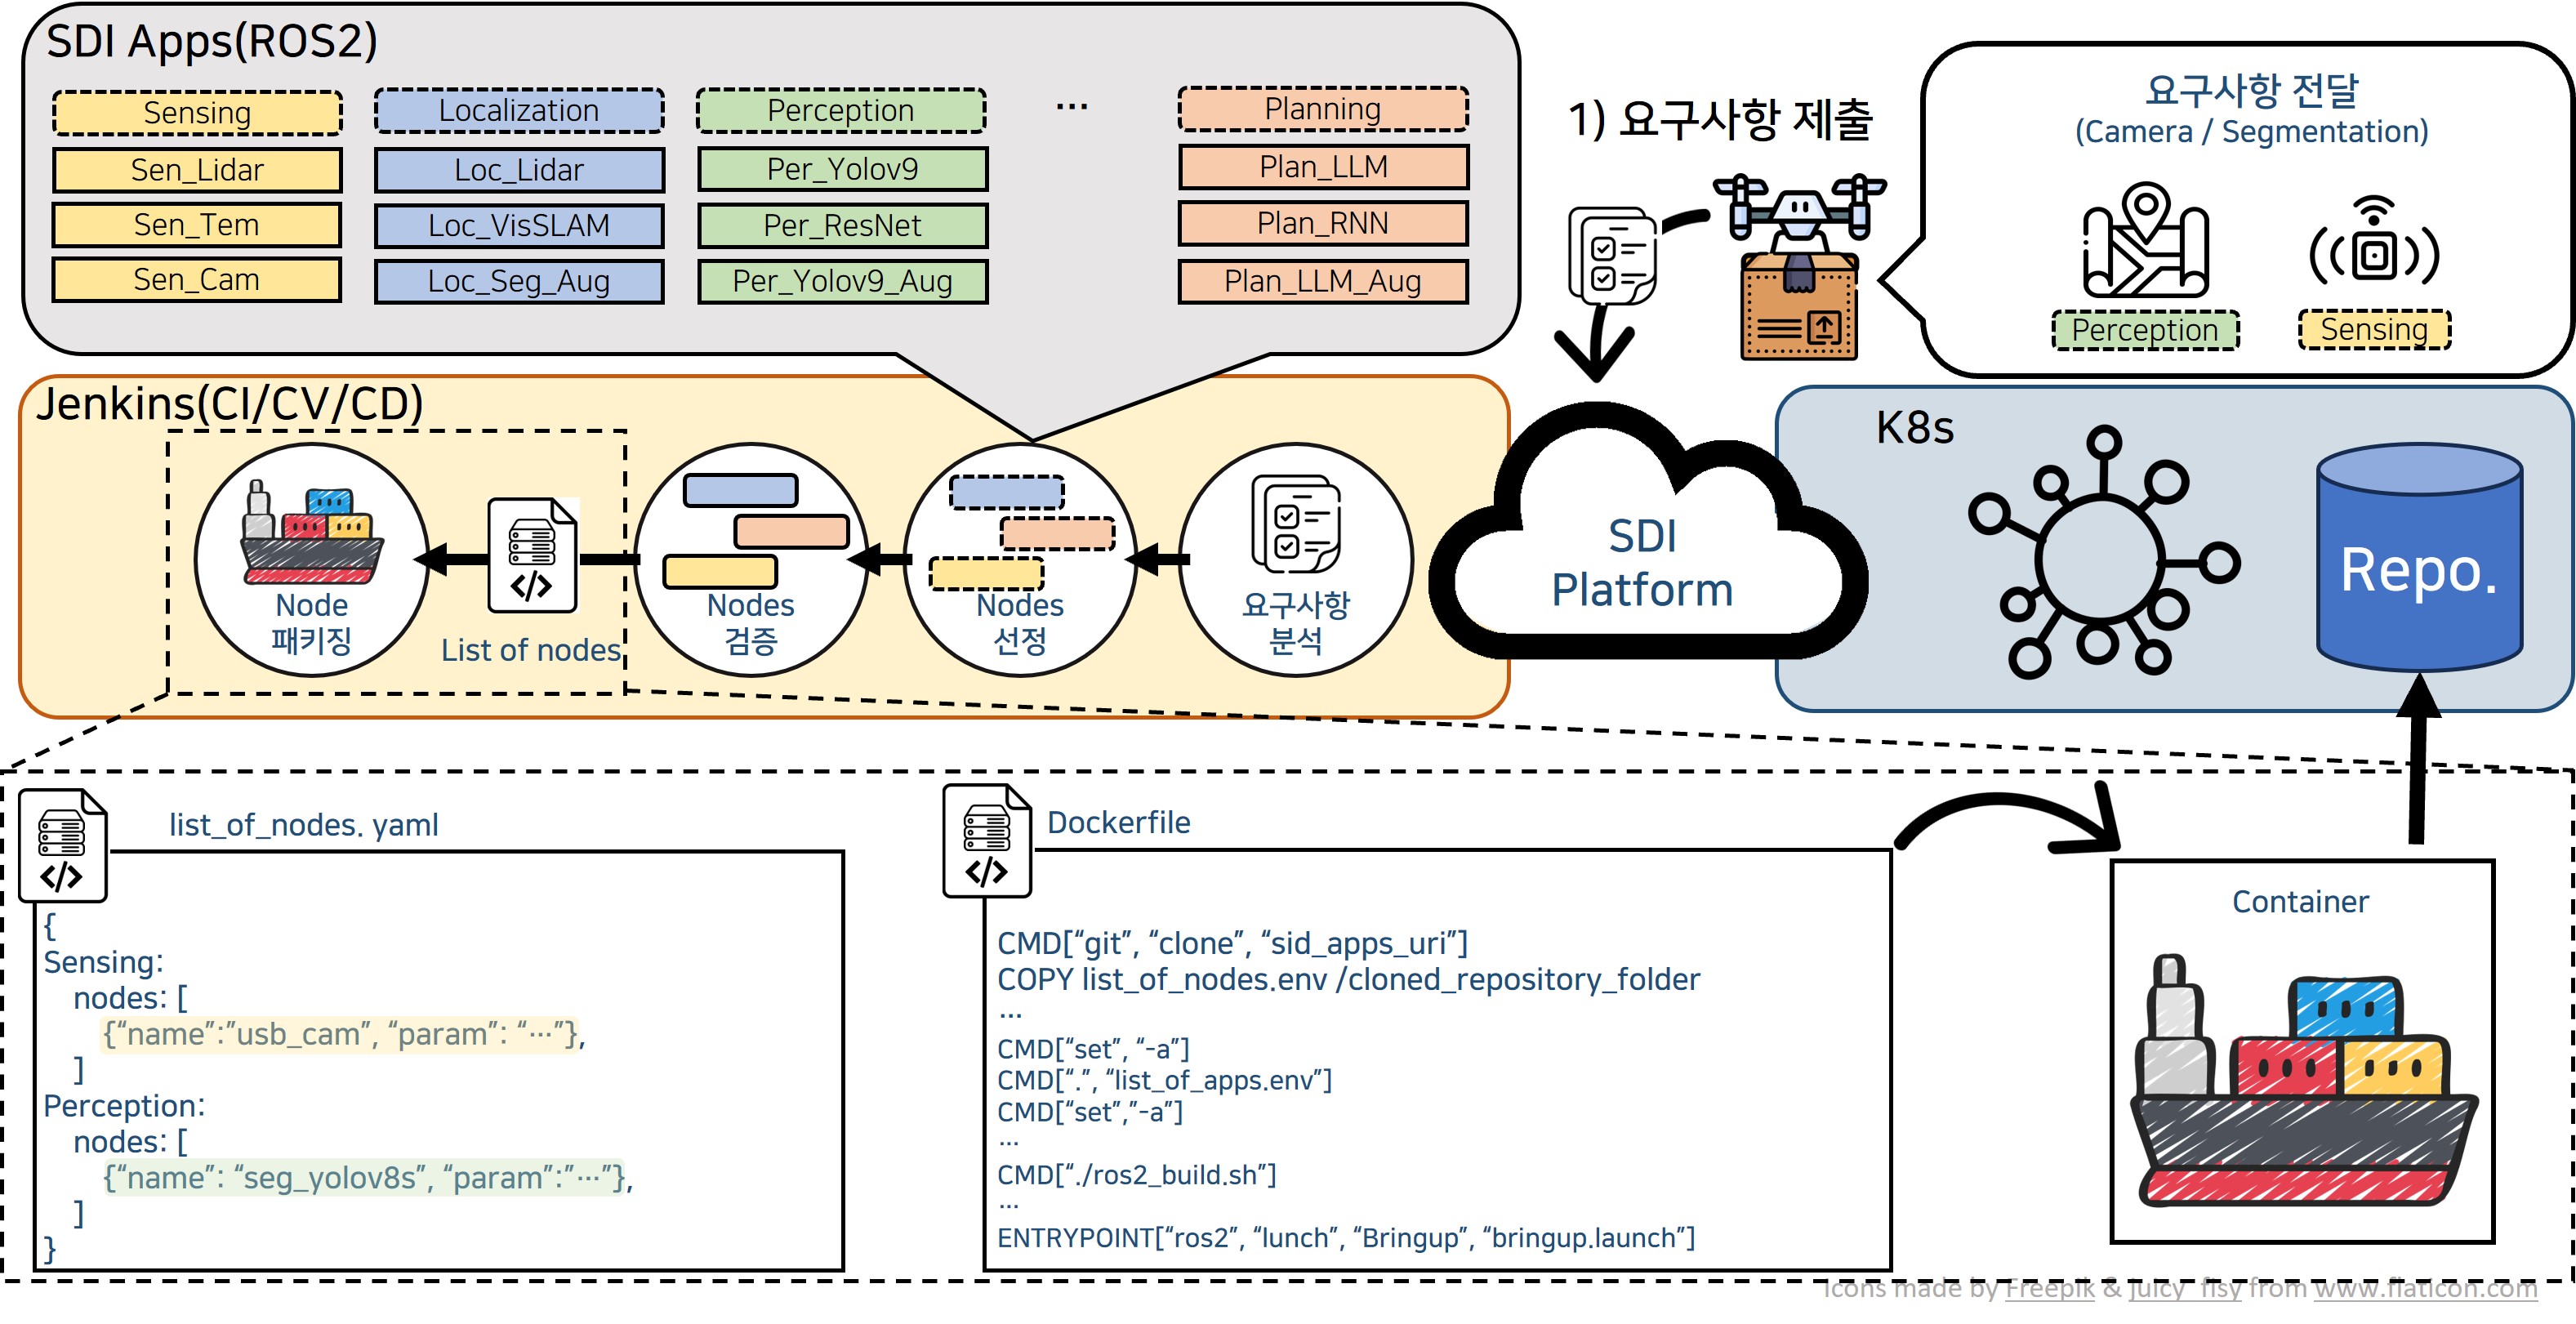 SDI Apps(ROS2)
Sensing
Sen_Lidar
Sen_Tem
Sen_Cam
Localization
Loc_Lidar
Loc_VisSLAM
Loc_Seg_Aug
Perception
Per_Yolov9
Per_ResNet
Per_Yolov9_Aug
...
Planning
Plan_LLM
Plan_RNN
Plan_LLM_Aug
1) 요구사항 제출
요구사항 전달
(Camera / Segmentation)
Perception
Sensing
Jenkins(CI/CV/CD)
Node
패키징
</>
List of nodes
Nodes
검증
Nodes
선정
요구사항
분석
SDI
Platform
K8s
Repo.
</>
list_of_nodes. yaml
{
Sensing:
nodes: [
{“name”:”usb_cam”, “param”: “…”},
]
Perception:
nodes: [
{“name”: “seg_yolov8s”, “param”:”…”},
]
}
</>
Dockerfile
CMD[“git”, “clone”, “sid_apps_uri”]
COPY list_of_nodes.env /cloned_repository_folder
...
CMD[“set”, “-a”]
CMD[“.”, “list_of_apps.env”]
CMD[“set”,”-a”]
...
CMD[“./ros2_build.sh”]
...
ENTRYPOINT[“ros2”, “lunch”, “Bringup”, “bringup.launch”]
Container
Icons made by Freepik & juicy_fisy from www.flaticon.com